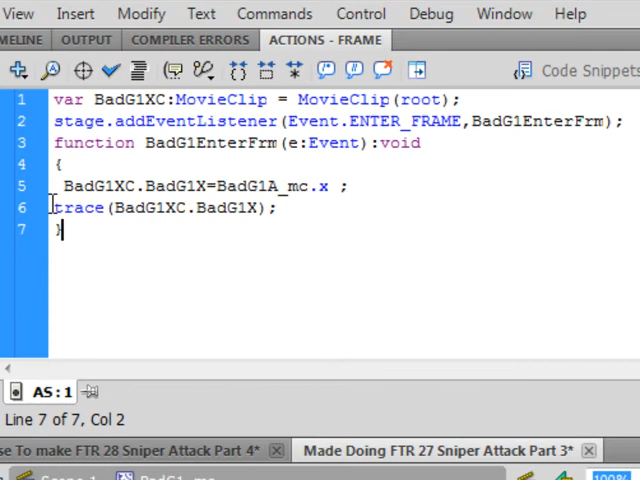 View Insert Modify Text Commands Control Debug Window Help
MELINE OUTPUT COMPILER ERRORS ACTIONS - FRAME
Code Snippets
1 var BadG1XC:MovieClip = MovieClip(root);
2 stage.addEventListener(Event.ENTER_FRAME,BadG1EnterFrm);
3 function BadG1EnterFrm(e:Event):void
4 {
5 BadG1XC.BadG1X=BadG1A_mc.x ;
6 trace(BadG1XC.BadG1X);
7 }
AS:1
Line 7 of 7, Col 2
se To make FTR 28 Sniper Attack Part 4* Made Doing FTR 27 Sniper Attack Part 3*
Scene 1 BadG1_mc 100%